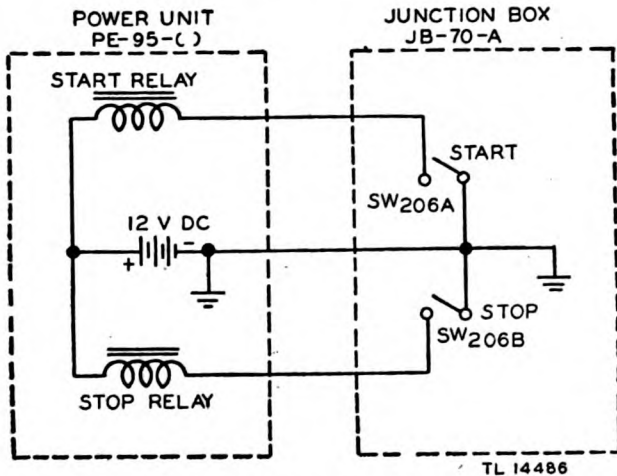 POWER UNIT
PE-95-( )
JUNCTION BOX
JB-70-A
START RELAY
START
SW206A
12 V DC
+ -
STOP
SW206B
STOP RELAY
TL 14486